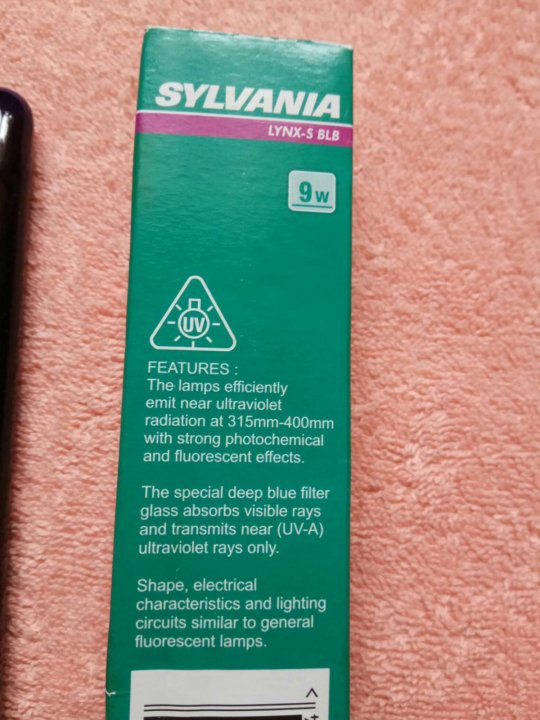 SYLVANIA
LYNX-S BLB
9w
UV
FEATURES :
The lamps efficiently
emit near ultraviolet
radiation at 315mm-400mm
with strong photochemical
and fluorescent effects.
The special deep blue filter
glass absorbs visible rays
and transmits near (UV-A)
ultraviolet rays only.
Shape, electrical
characteristics and lighting
circuits similar to general
fluorescent lamps.